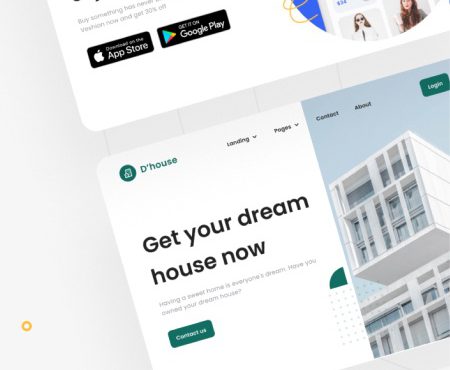 Buy something has never
Vexhion now and get 30% off
Download on the
App Store
GET IT ON
Google Play
$34
D'house
Landing
Pages
Contact
About
Login
Get your dream
house now
Having a sweet home is everyone's dream. Have you
owned your dream house?
Contact us